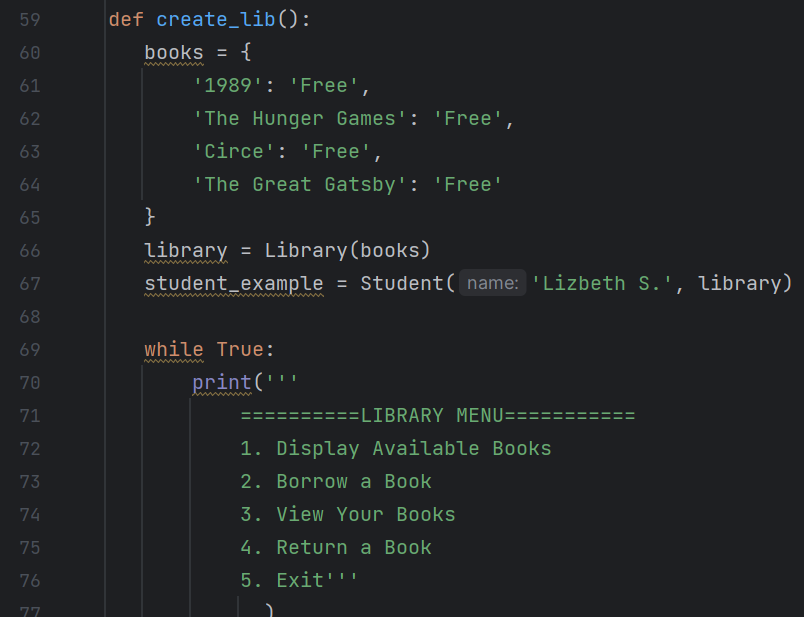 59 def create_lib():
60 books = {
61 '1989': 'Free',
62 'The Hunger Games': 'Free',
63 'Circe': 'Free',
64 'The Great Gatsby': 'Free'
65 }
66 library = Library(books)
67 student_example = Student( name: 'Lizbeth S.', library)
68
69 while True:
70 print('''
71 ==========LIBRARY MENU===========
72 1. Display Available Books
73 2. Borrow a Book
74 3. View Your Books
75 4. Return a Book
76 5. Exit'''
77 )